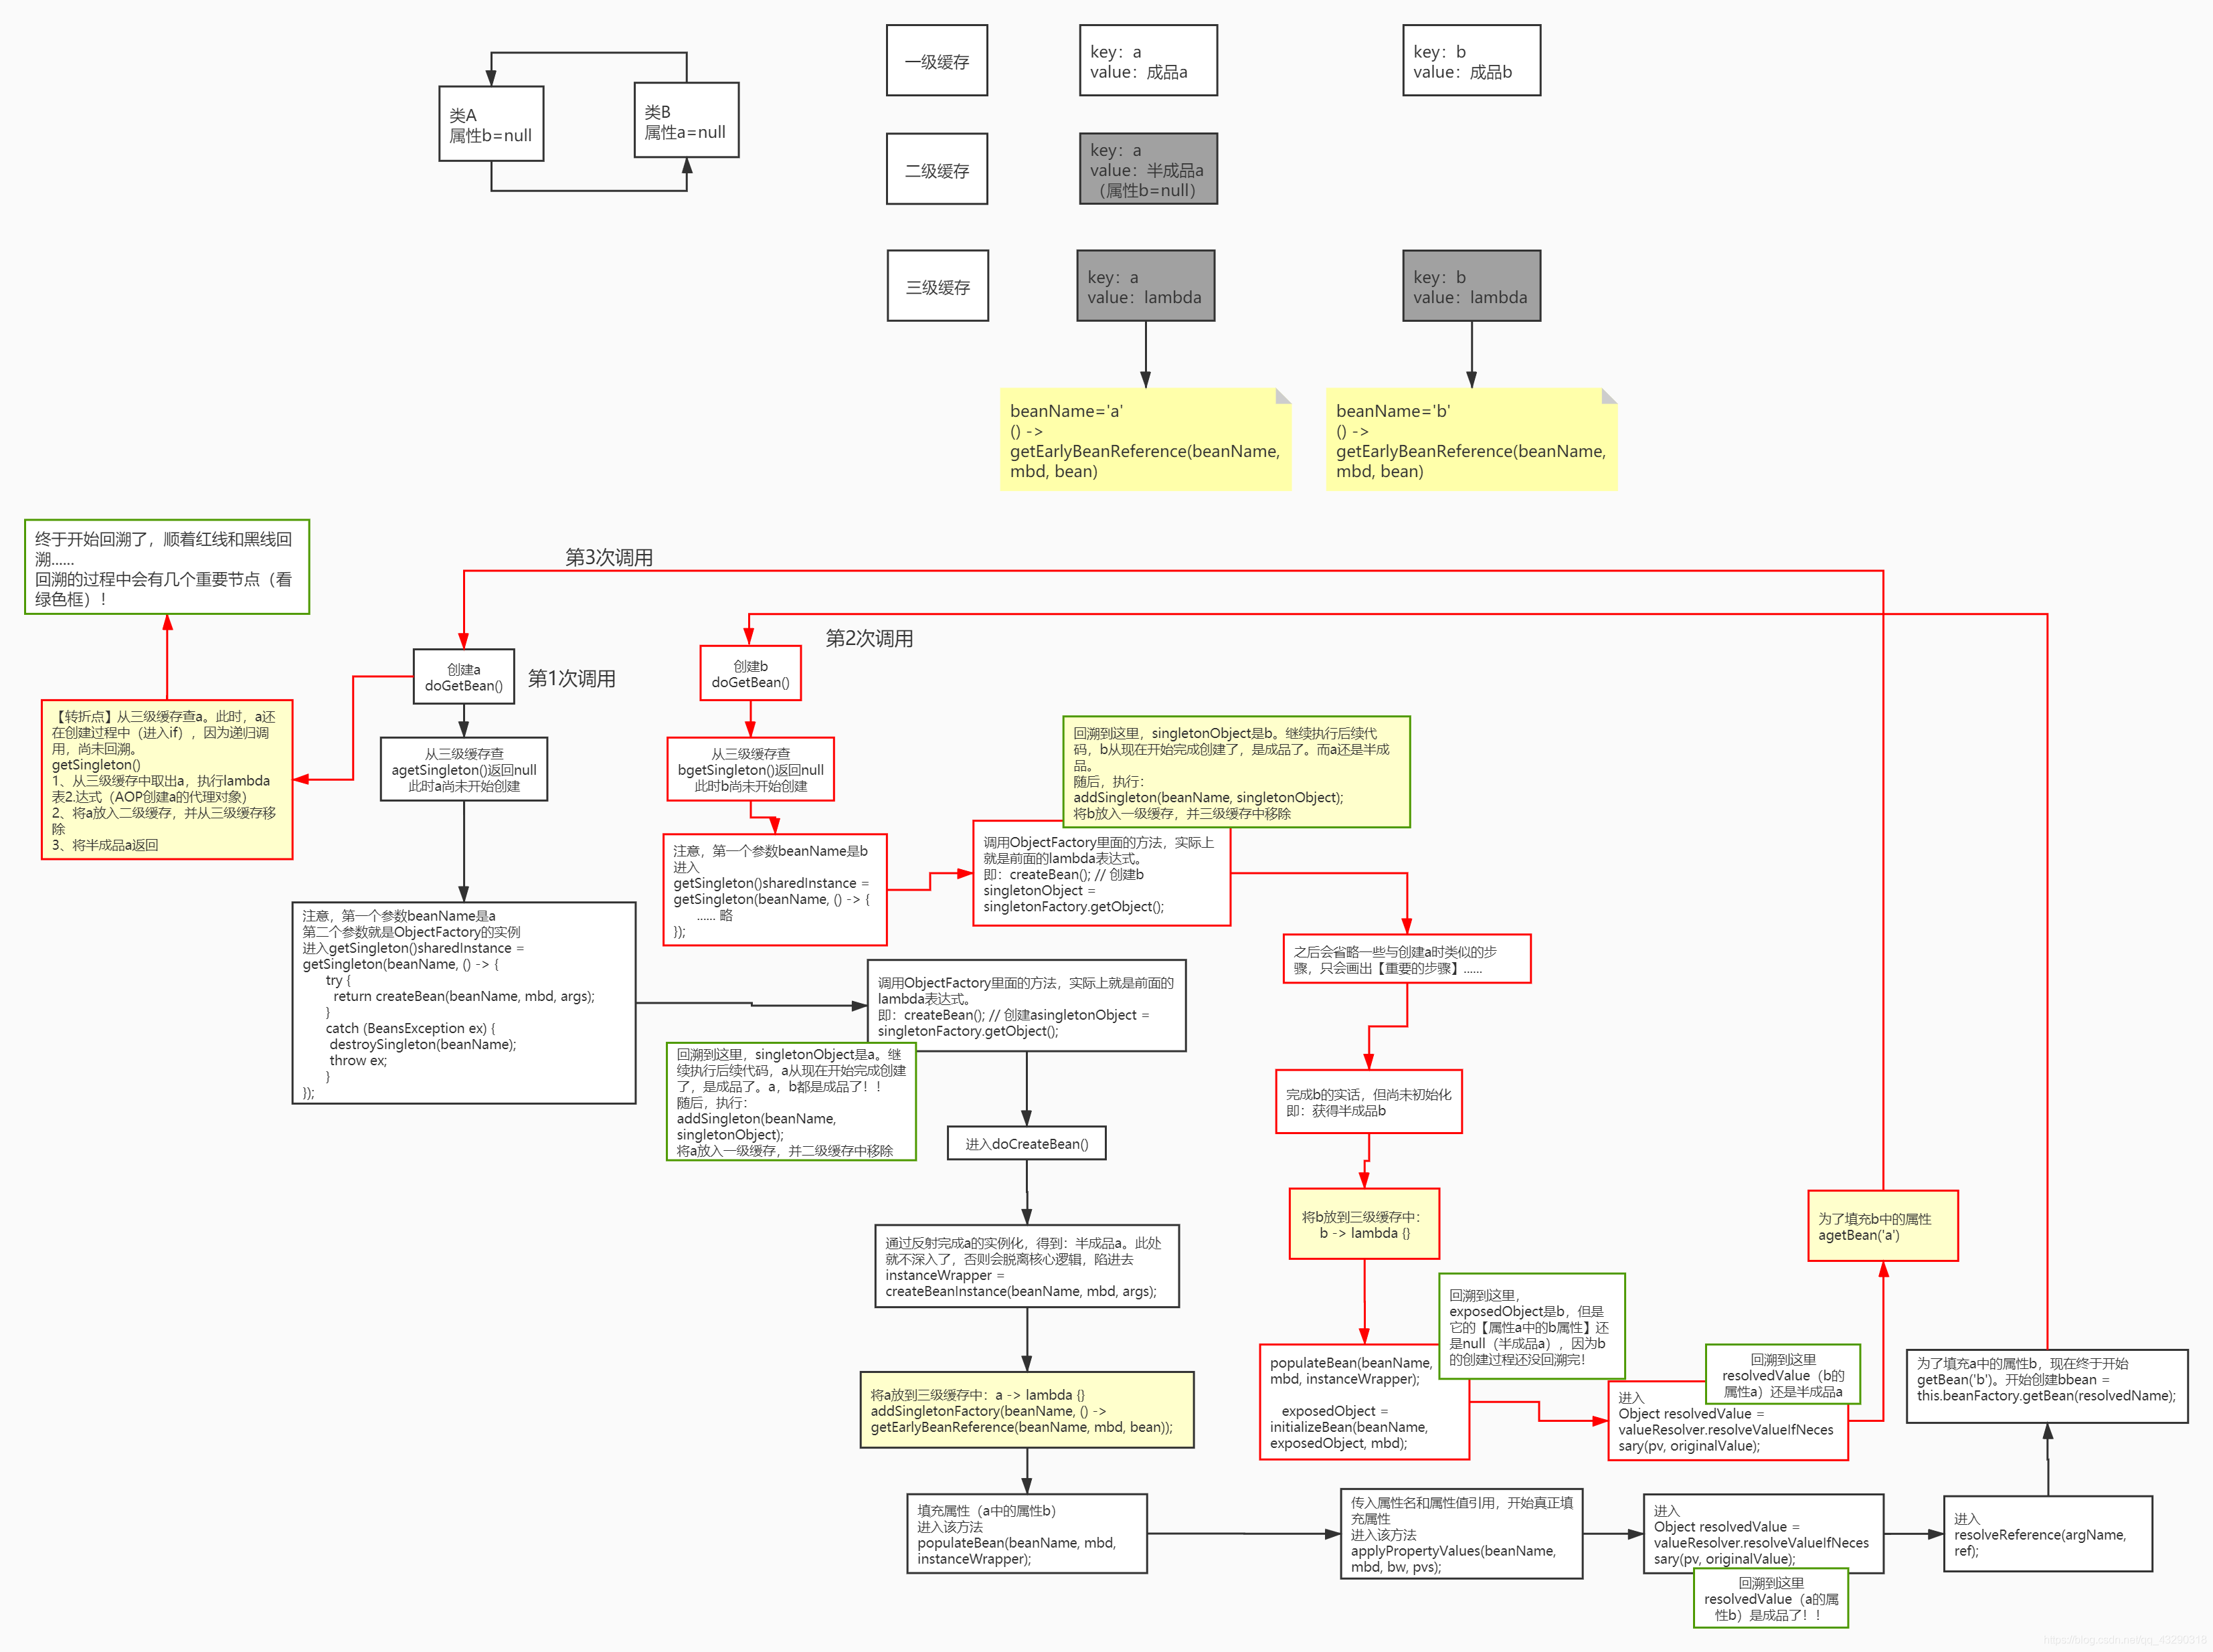 类A
属性b=null
类B
属性a=null
一级缓存
key：a
value：成品a
key：b
value：成品b
二级缓存
key：a
value：半成品a
（属性b=null）
三级缓存
key：a
value：lambda
key：b
value：lambda
beanName='a'
() ->
getEarlyBeanReference(beanName,
mbd, bean)
beanName='b'
() ->
getEarlyBeanReference(beanName,
mbd, bean)
终于开始回溯了，顺着红线和黑线回
溯......
回溯的过程中会有几个重要节点（看
绿色框）！
第3次调用
第2次调用
创建a
doGetBean()
第1次调用
创建b
doGetBean()
【转折点】从三级缓存查a。此时，a还
在创建过程中（进入if），因为递归调
用，尚未回溯。
getSingleton()
1、从三级缓存中取出a，执行lambda
表2.达式（AOP创建a的代理对象）
2、将a放入二级缓存，并从三级缓存移
除
3、将半成品a返回
从三级缓存查
agetSingleton()返回null
此时a尚未开始创建
从三级缓存查
bgetSingleton()返回null
此时b尚未开始创建
回溯到这里，singletonObject是b。继续执行后续代
码，b从现在开始完成创建了，是成品了。而a还是半成
品。
随后，执行：
addSingleton(beanName, singletonObject);
将b放入一级缓存，并三级缓存中移除
注意，第一个参数beanName是b
进入
getSingleton()sharedInstance =
getSingleton(beanName, () -> {
...... 略
});
调用ObjectFactory里面的方法，实际上
就是前面的lambda表达式。
即：createBean(); // 创建b
singletonObject =
singletonFactory.getObject();
注意，第一个参数beanName是a
第二个参数就是ObjectFactory的实例
进入getSingleton()sharedInstance =
getSingleton(beanName, () -> {
try {
return createBean(beanName, mbd, args);
}
catch (BeansException ex) {
destroySingleton(beanName);
throw ex;
}
});
之后会省略一些与创建a时类似的步
骤，只会画出【重要的步骤】......
调用ObjectFactory里面的方法，实际上就是前面的
lambda表达式。
即：createBean(); // 创建asingletonObject =
singletonFactory.getObject();
回溯到这里，singletonObject是a。继
续执行后续代码，a从现在开始完成创建
了，是成品了。a，b都是成品了！！
随后，执行：
addSingleton(beanName,
singletonObject);
将a放入一级缓存，并二级缓存中移除
完成b的实话，但尚未初始化
即：获得半成品b
进入doCreateBean()
将b放到三级缓存中：
b -> lambda {}
为了填充b中的属性
agetBean('a')
通过反射完成a的实例化，得到：半成品a。此处
就不深入了，否则会脱离核心逻辑，陷进去
instanceWrapper =
createBeanInstance(beanName, mbd, args);
回溯到这里，
exposedObject是b，但是
它的【属性a中的b属性】还
是null（半成品a），因为b
的创建过程还没回溯完！
populateBean(beanName,
mbd, instanceWrapper);
exposedObject =
initializeBean(beanName,
exposedObject, mbd);
回溯到这里
resolvedValue（b的
属性a）还是半成品a
进入
Object resolvedValue =
valueResolver.resolveValueIfNeces
sary(pv, originalValue);
为了填充a中的属性b，现在终于开始
getBean('b')。开始创建bbean =
this.beanFactory.getBean(resolvedName);
将a放到三级缓存中：a -> lambda {}
addSingletonFactory(beanName, () ->
getEarlyBeanReference(beanName, mbd, bean));
填充属性（a中的属性b）
进入该方法
populateBean(beanName, mbd,
instanceWrapper);
传入属性名和属性值引用，开始真正填
充属性
进入该方法
applyPropertyValues(beanName,
mbd, bw, pvs);
进入
Object resolvedValue =
valueResolver.resolveValueIfNeces
sary(pv, originalValue);
进入
resolveReference(argName,
ref);
回溯到这里
resolvedValue（a的属
性b）是成品了！！
https://blog.csdn.net/qq_43290318